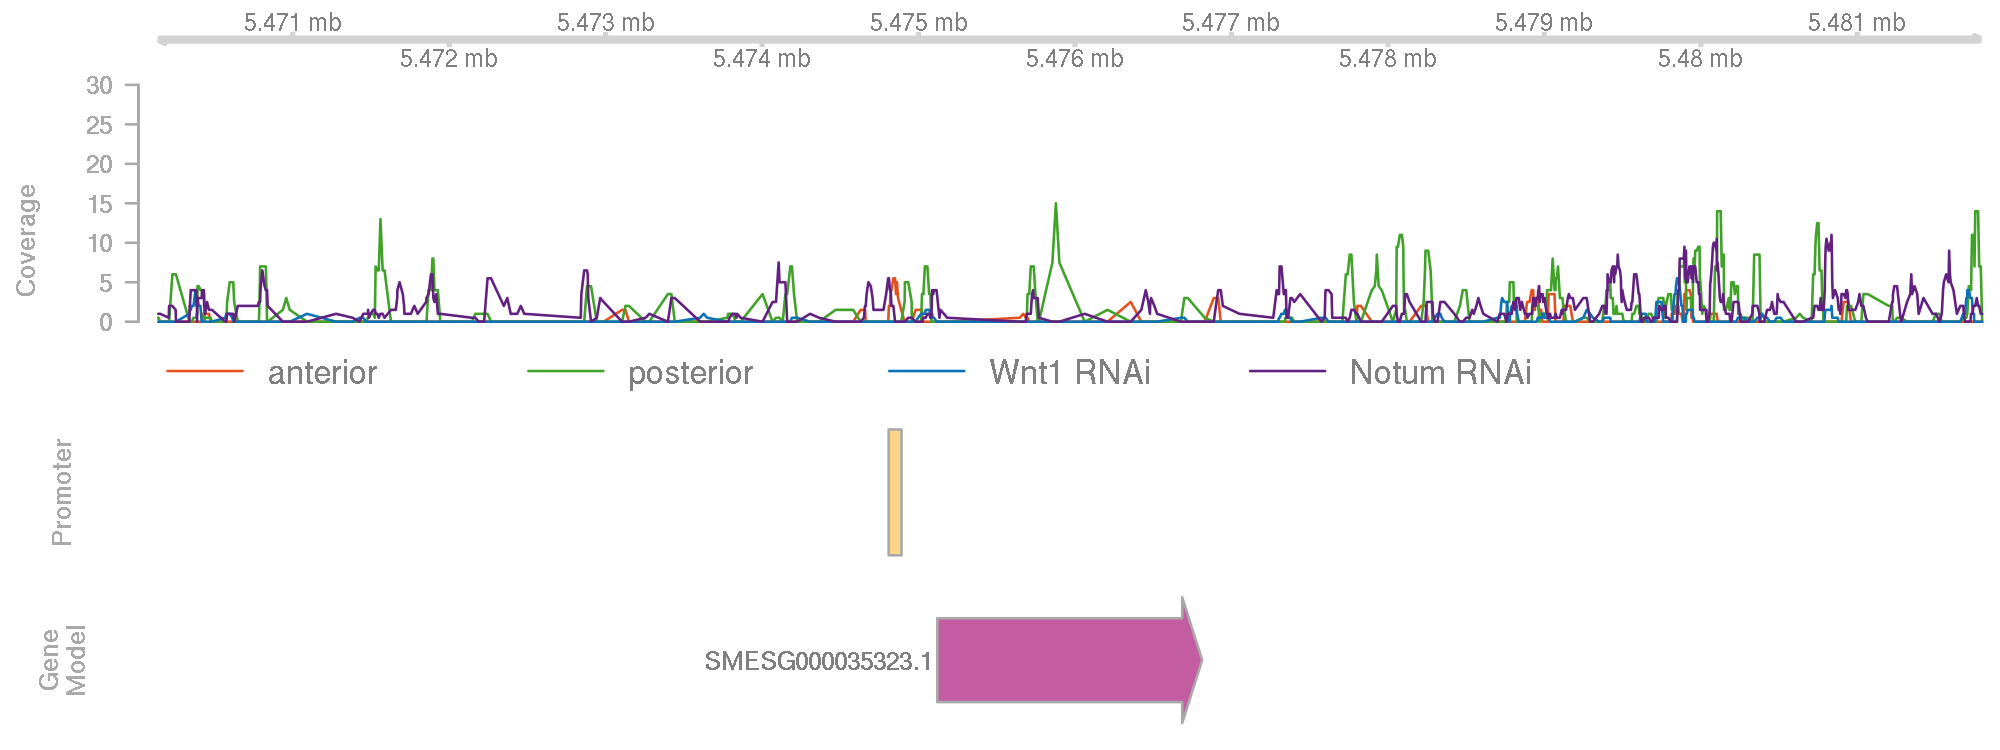 5.471 mb 5.473 mb 5.475 mb 5.477 mb 5.479 mb 5.481 mb
5.472 mb 5.474 mb 5.476 mb 5.478 mb 5.48 mb
30
25
20
15
10
5
0
Coverage
anterior posterior Wnt1 RNAi Notum RNAi
Promoter
Gene
Model
SMESG000035323.1